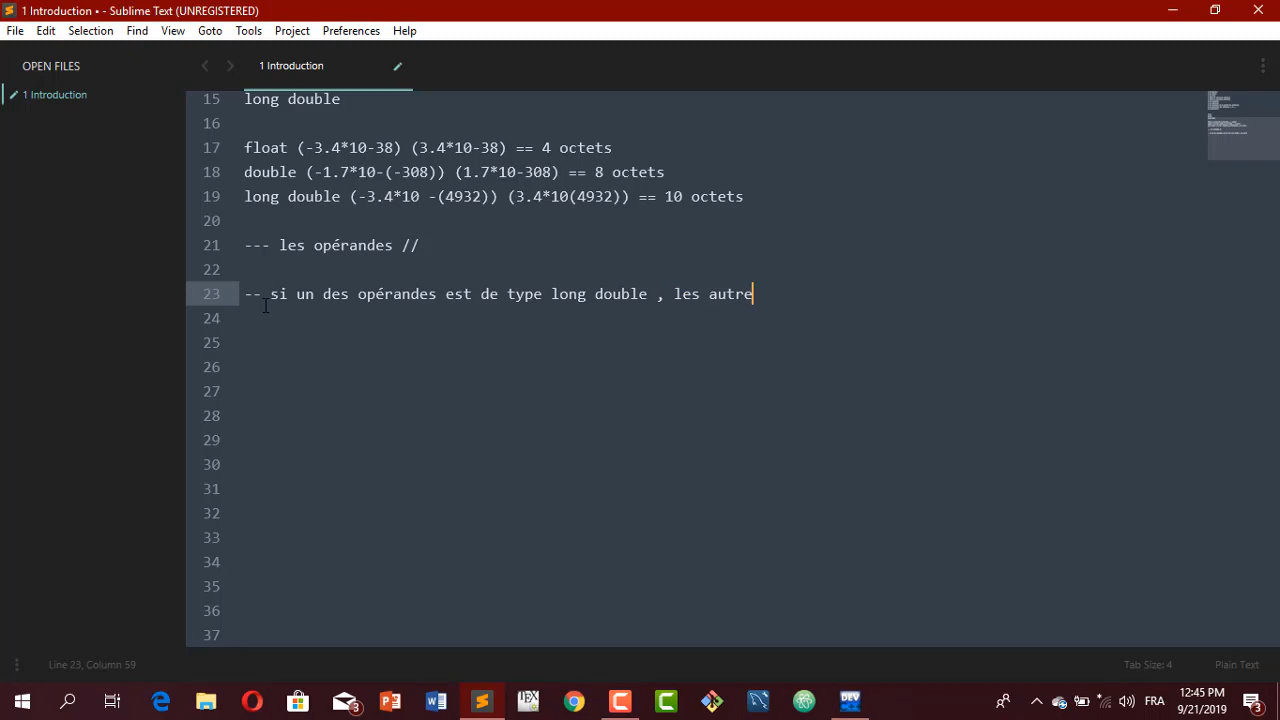 1 Introduction • - Sublime Text (UNREGISTERED)
File Edit Selection Find View Goto Tools Project Preferences Help
OPEN FILES
1 Introduction
1 Introduction
15 long double
16
17 float (-3.4*10-38) (3.4*10-38) == 4 octets
18 double (-1.7*10-(-308)) (1.7*10-308) == 8 octets
19 long double (-3.4*10 -(4932)) (3.4*10(4932)) == 10 octets
20
21 --- les opérandes //
22
23 -- si un des opérandes est de type long double , les autre
24
25
26
27
28
29
30
31
32
33
34
35
36
37
Line 23, Column 59 Tab Size: 4 Plain Text
3 TEX DEV FRA 12:45 PM 9/21/2019 3